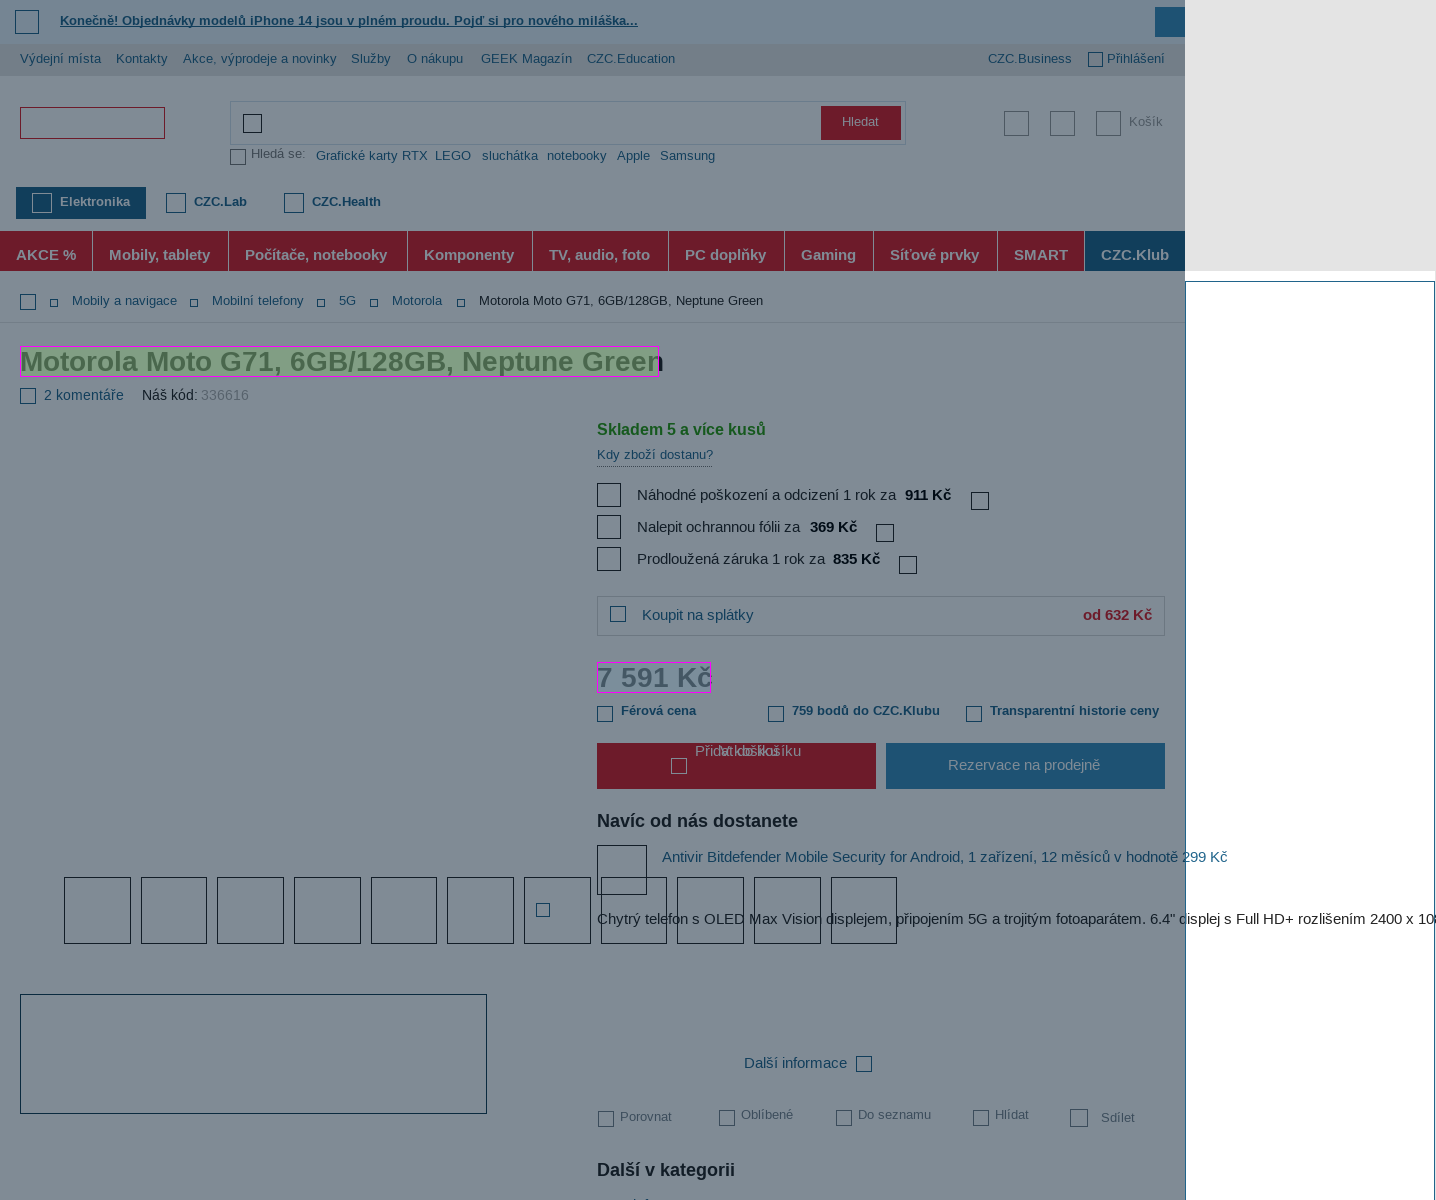 Konečně! Objednávky modelů iPhone 14 jsou v plném proudu. Pojď si pro nového miláška...
Výdejní místa Kontakty Akce, výprodeje a novinky Služby O nákupu GEEK Magazín CZC.Education CZC.Business Přihlášení
Hledat Košík
Hledá se: Grafické karty RTX LEGO sluchátka notebooky Apple Samsung
Elektronika CZC.Lab CZC.Health
AKCE % Mobily, tablety Počítače, notebooky Komponenty TV, audio, foto PC doplňky Gaming Síťové prvky SMART CZC.Klub
Mobily a navigace Mobilní telefony 5G Motorola Motorola Moto G71, 6GB/128GB, Neptune Green
Motorola Moto G71, 6GB/128GB, Neptune Green
2 komentáře Náš kód: 336616
Skladem 5 a více kusů
Kdy zboží dostanu?
Náhodné poškození a odcizení 1 rok za 911 Kč
Nalepit ochrannou fólii za 369 Kč
Prodloužená záruka 1 rok za 835 Kč
Koupit na splátky od 632 Kč
7 591 Kč
Férová cena 759 bodů do CZC.Klubu Transparentní historie ceny
Přidat do košíku V košíku
Rezervace na prodejně
Navíc od nás dostanete
Antivir Bitdefender Mobile Security for Android, 1 zařízení, 12 měsíců v hodnotě 299 Kč
Chytrý telefon s OLED Max Vision displejem, připojením 5G a trojitým fotoaparátem. 6.4" displej s Full HD+ rozlišením 2400 x
Další informace
Porovnat Oblíbené Do seznamu Hlídat Sdílet
Další v kategorii